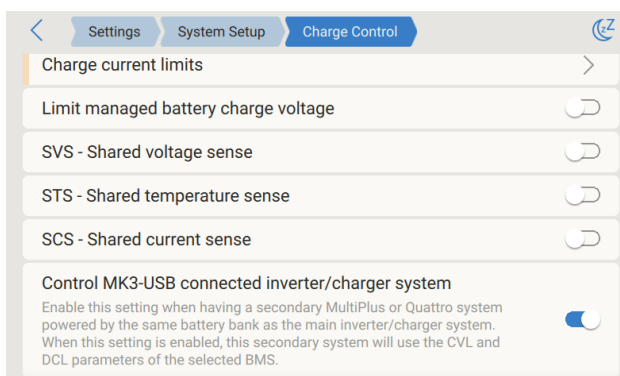 Settings
System Setup
Charge Control
zZ
Charge current limits
Limit managed battery charge voltage
SVS - Shared voltage sense
STS - Shared temperature sense
SCS - Shared current sense
Control MK3-USB connected inverter/charger system
Enable this setting when having a secondary MultiPlus or Quattro system
powered by the same battery bank as the main inverter/charger system.
When this setting is enabled, this secondary system will use the CVL and
DCL parameters of the selected BMS.